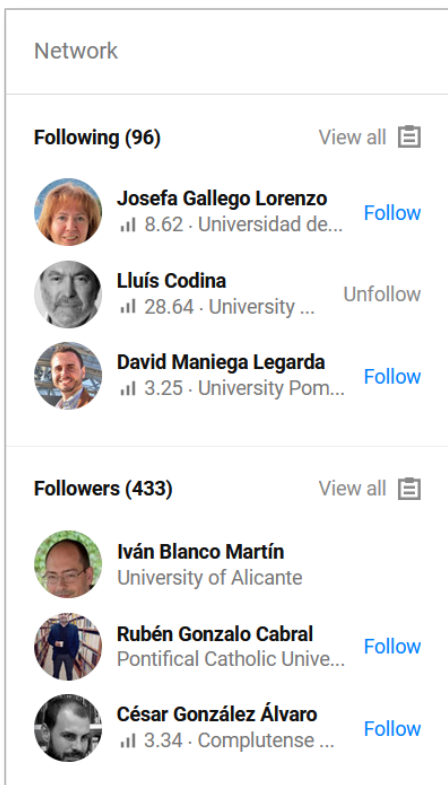 Network
Following (96) View all
Josefa Gallego Lorenzo
8.62 · Universidad de... Follow
Lluís Codina
28.64 · University ... Unfollow
David Maniega Legarda
3.25 · University Pom... Follow
Followers (433) View all
Iván Blanco Martín
University of Alicante
Rubén Gonzalo Cabral
Pontifical Catholic Unive... Follow
César González Álvaro
3.34 · Complutense ... Follow